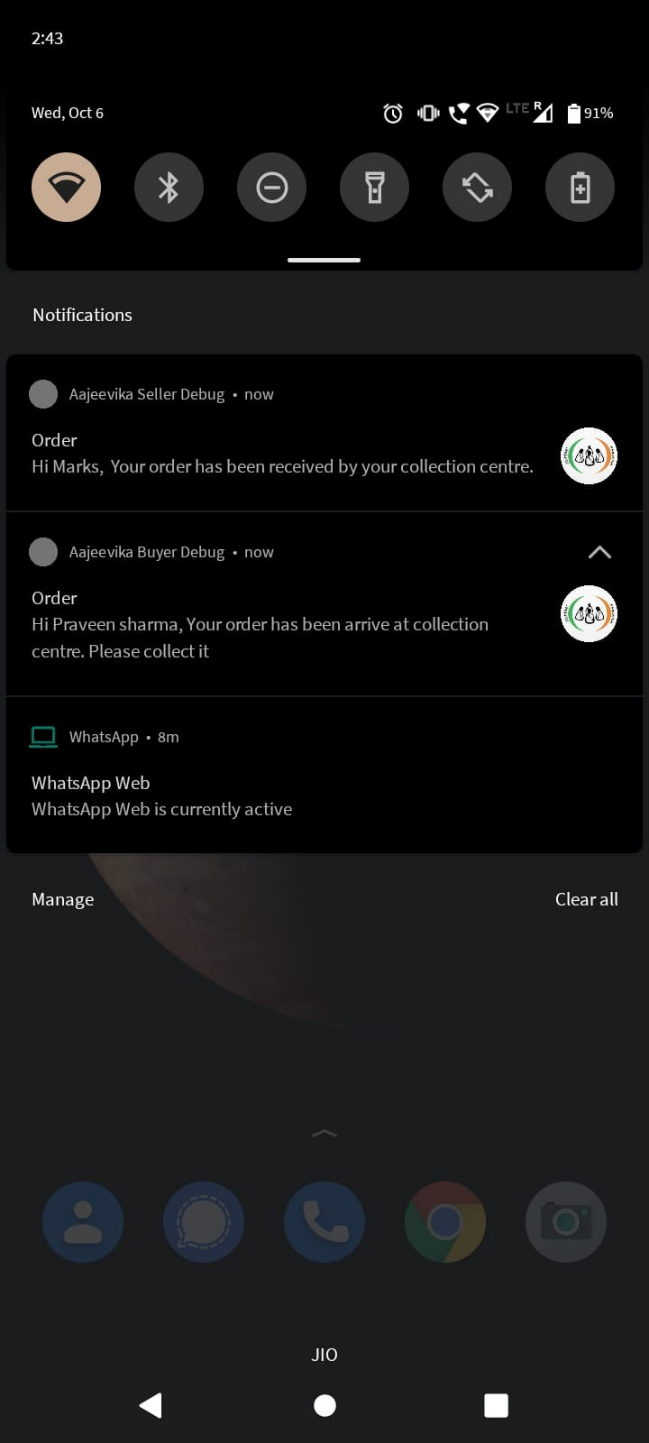 2:43
Wed, Oct 6
LTE R 91%
Notifications
Aajeevika Seller Debug • now
Order
Hi Marks,  Your order has been received by your collection centre.
Aajeevika Buyer Debug • now
Order
Hi Praveen sharma, Your order has been arrive at collection
centre. Please collect it
WhatsApp • 8m
WhatsApp Web
WhatsApp Web is currently active
Manage
Clear all
JIO